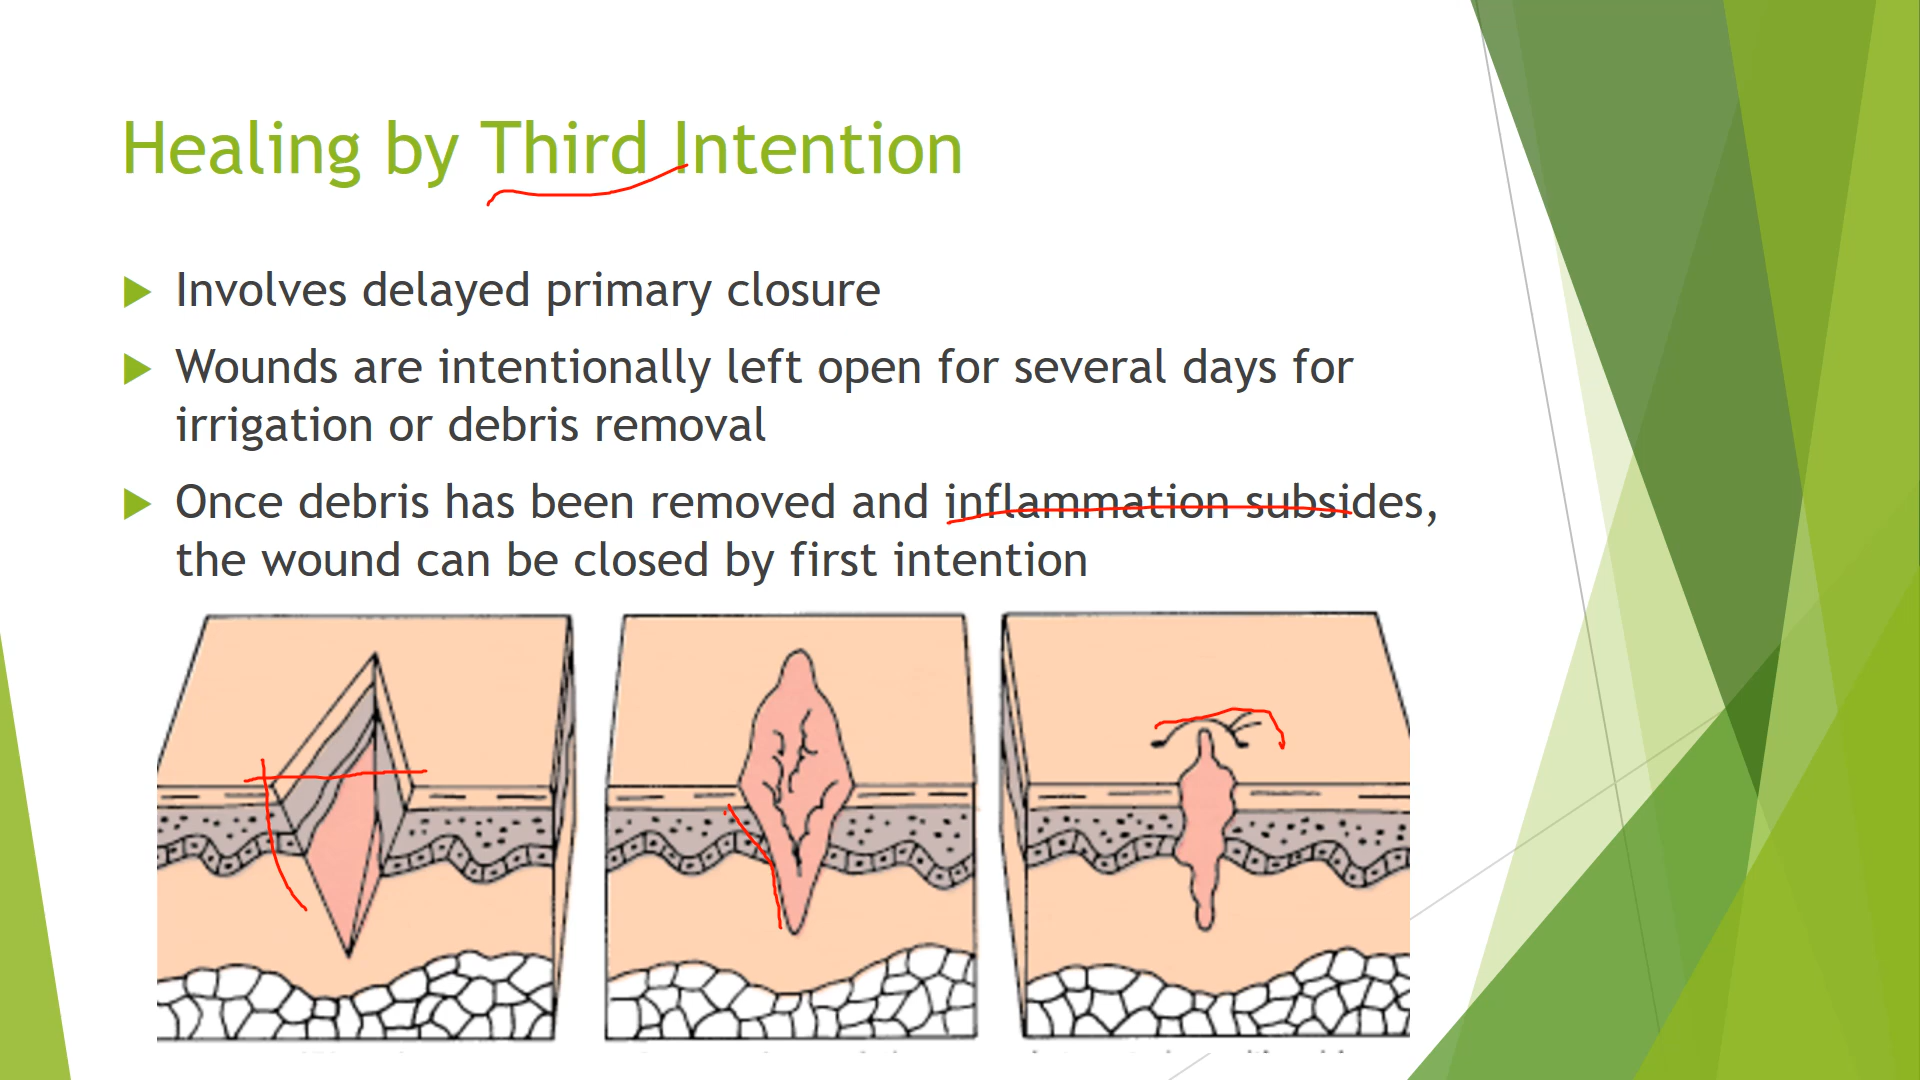 Healing by Third Intention
Involves delayed primary closure
Wounds are intentionally left open for several days for
irrigation or debris removal
Once debris has been removed and inflammation subsides,
the wound can be closed by first intention